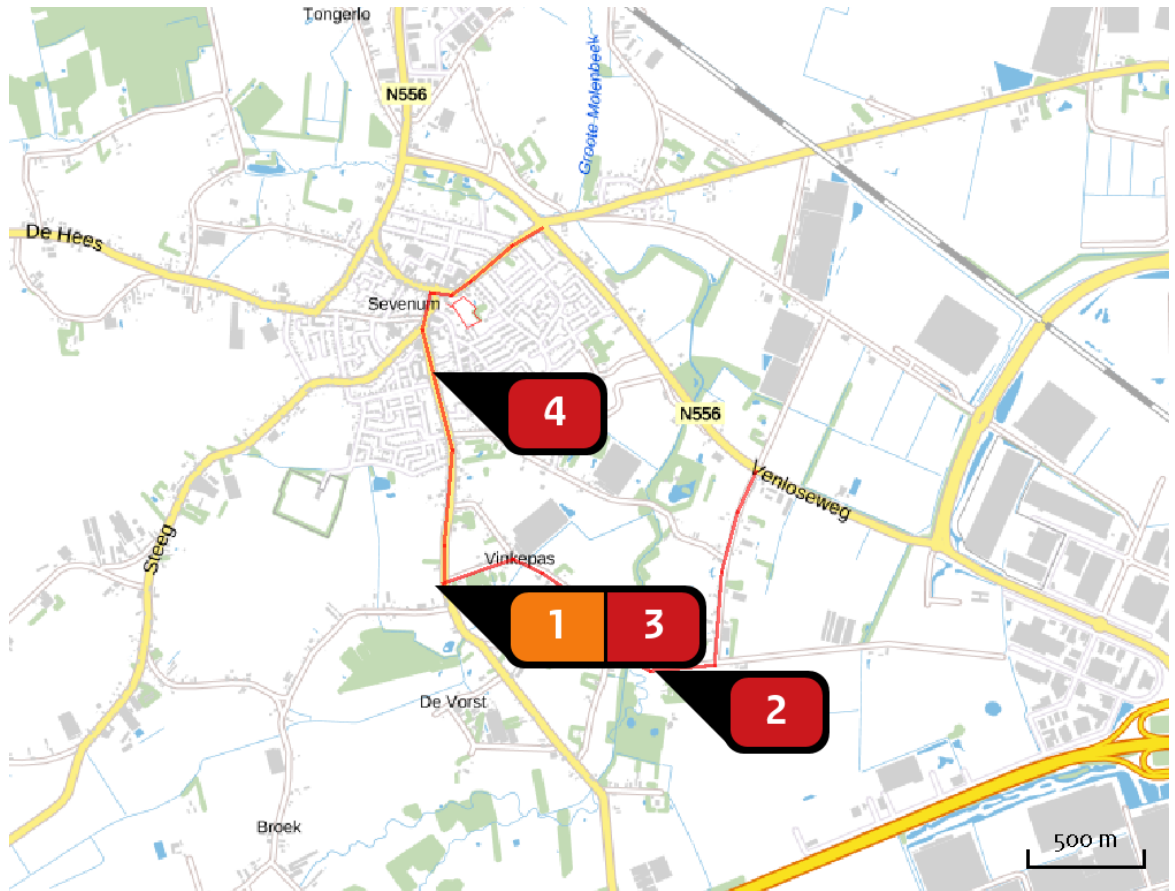 Tongerlo
N556
Groote Molenbeek
De Hees
Sevenum
4
N556
Venloseweg
Steeg
Vinkepas
1 3
De Vorst
2
Broek
500 m